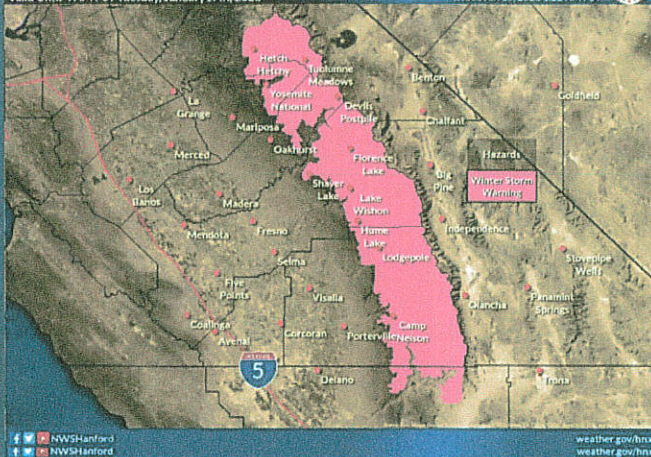 Hetch
Hetchy
Tuolumne
Meadows
Benton
Goldfield
La
Grange
Yosemite
National
Devils
Postpile
Chalfant
Mariposa
Merced
Oakhurst
Florence
Lake
Hazards
Big
Pine
Winter Storm
Warning
Los
Banos
Madera
Shaver
Lake
Lake
Wishon
Mendota
Fresno
Hume
Lake
Independence
Selma
Lodgepole
Stovepipe
Wells
Five
Points
Visalia
Olancha
Panamint
Springs
Coalinga
Avenal
Corcoran
Porterville
Camp
Nelson
5
Delano
Trona
NWSHanford
weather.gov/hnx
NWSHanford
weather.gov/hnx